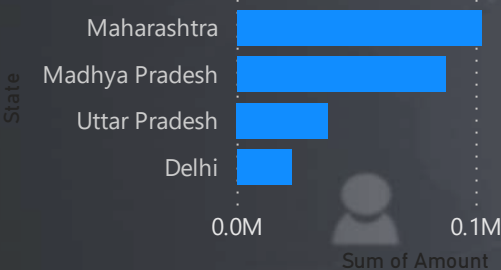 State
Maharashtra
Madhya Pradesh
Uttar Pradesh
Delhi
0.0M 0.1M
Sum of Amount